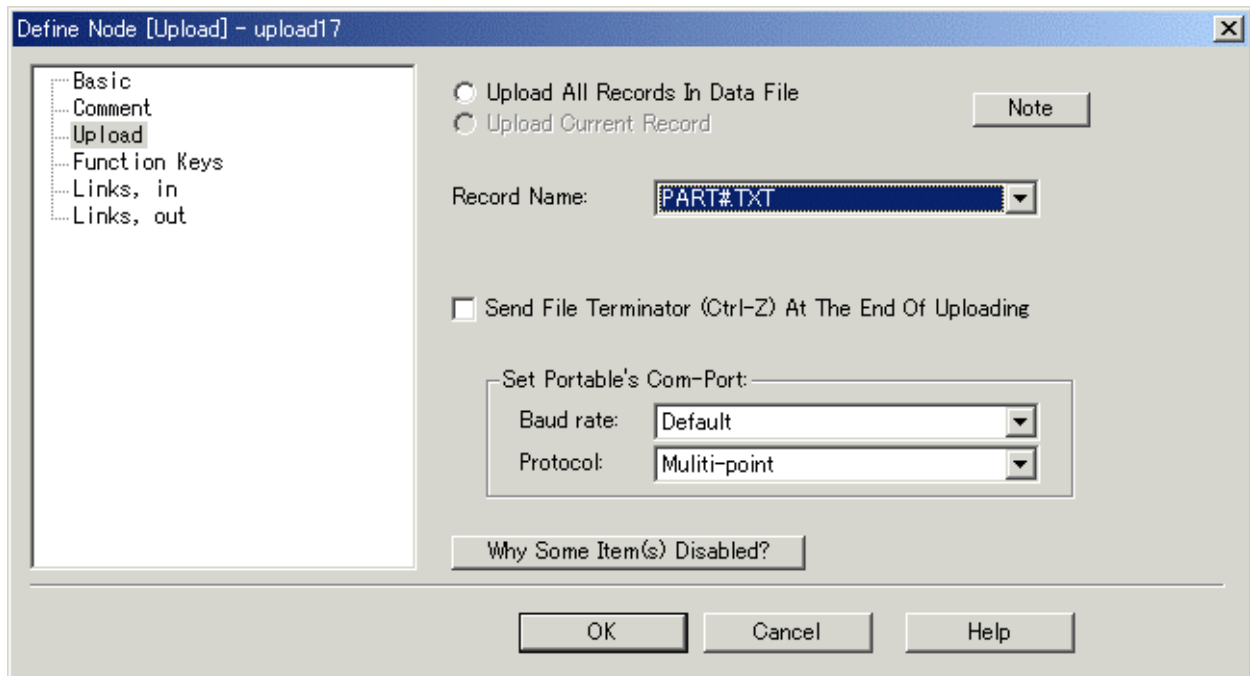 Define Node [Upload] - upload17
Basic
Comment
Upload
Function Keys
Links, in
Links, out
Upload All Records In Data File
Upload Current Record
Note
Record Name:
PART#.TXT
Send File Terminator (Ctrl-Z) At The End Of Uploading
Set Portable's Com-Port:
Baud rate:
Default
Protocol:
Muliti-point
Why Some Item(s) Disabled?
OK
Cancel
Help